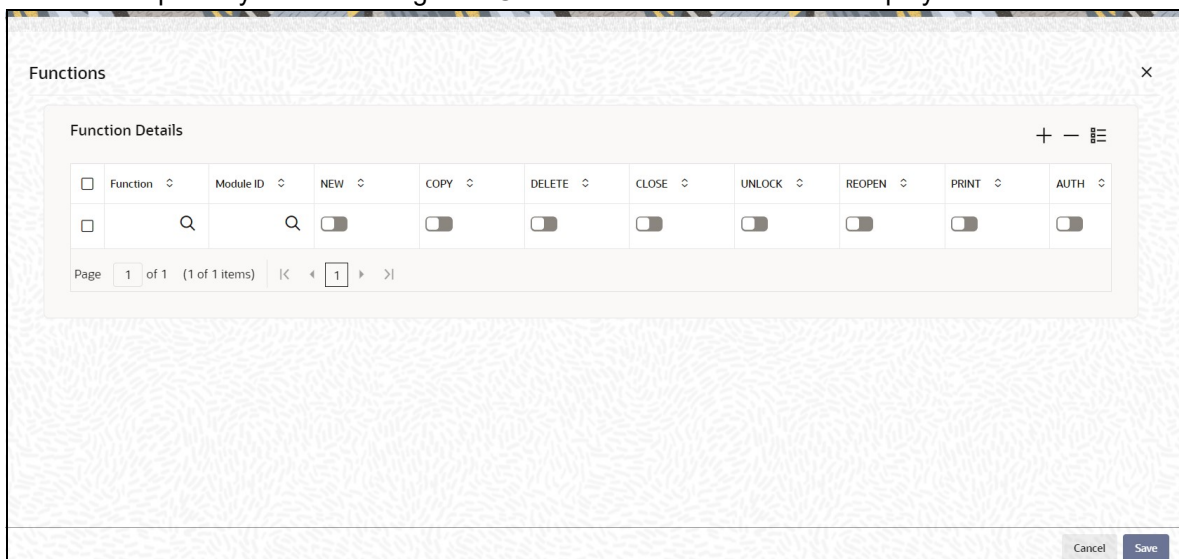 Functions
Function Details
Function Module ID NEW COPY DELETE CLOSE UNLOCK REOPEN PRINT AUTH
Page 1 of 1 (1 of 1 items) 1
Cancel Save